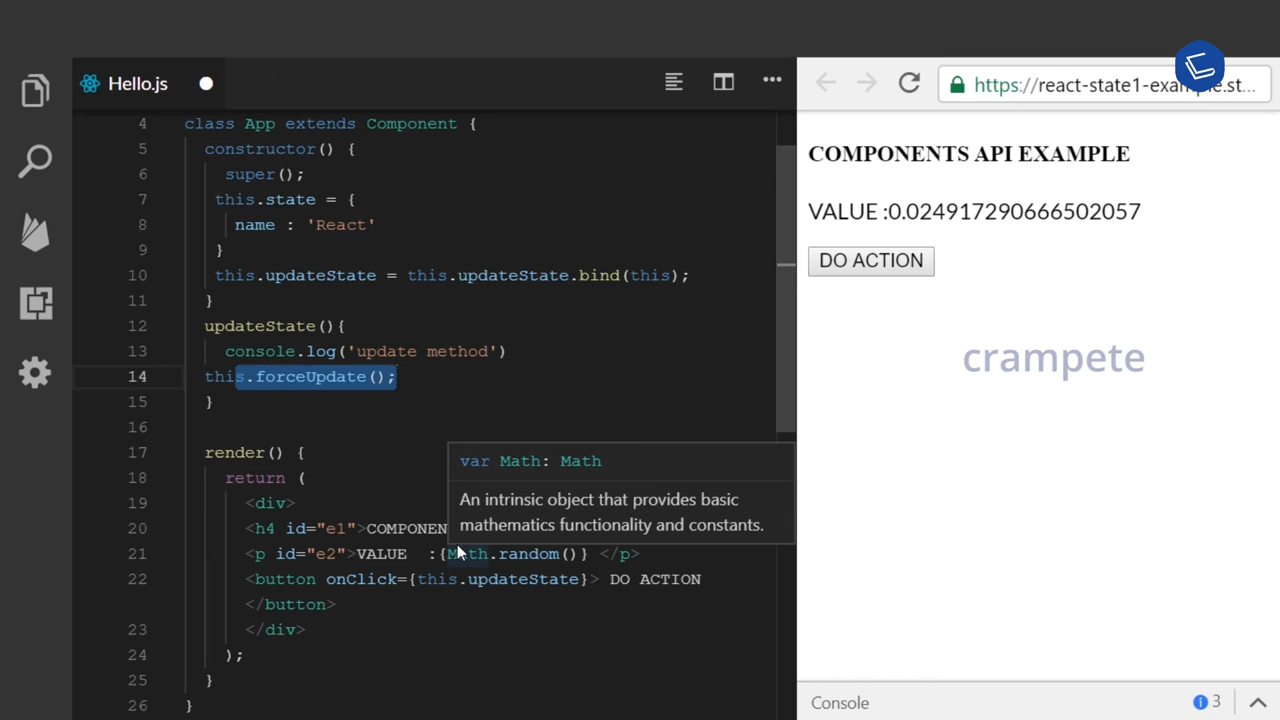 Hello.js
https://react-state1-example.st...
4 class App extends Component {
5 constructor() {
6 super();
7 this.state = {
8 name : 'React'
9 }
10 this.updateState = this.updateState.bind(this);
11 }
12 updateState(){
13 console.log('update method')
14 this.forceUpdate();
15 }
16
17 render() {
18 return (
19 <div>
20 <h4 id="e1">COMPONEN
21 <p id="e2">VALUE :{Math.random()} </p>
22 <button onClick={this.updateState}> DO ACTION
</button>
23 </div>
24 );
25 }
26 }
var Math: Math
An intrinsic object that provides basic
mathematics functionality and constants.
COMPONENTS API EXAMPLE
VALUE :0.024917290666502057
DO ACTION
crampete
Console
3